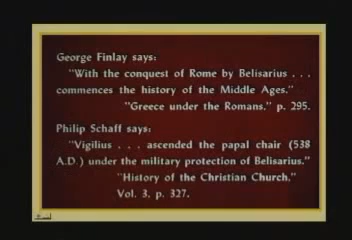 George Finlay says:
"With the conquest of Rome by Belisarius . . .
commences the history of the Middle Ages."
"Greece under the Romans," p. 295.
Philip Schaff says:
"Vigilius . . . ascended the papal chair (538
A.D.) under the military protection of Belisarius."
"History of the Christian Church,"
Vol. 3, p. 327.